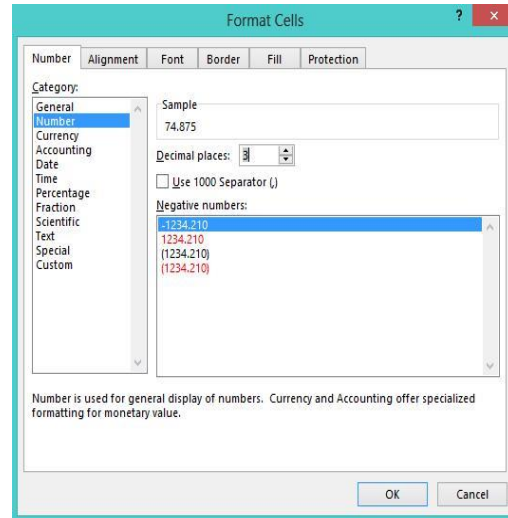 Format Cells
? ×
Number Alignment Font Border Fill Protection
Category:
General
Number
Currency
Accounting
Date
Time
Percentage
Fraction
Scientific
Text
Special
Custom
Sample
74.875
Decimal places: 3
Use 1000 Separator (,)
Negative numbers:
-1234.210
1234.210
(1234.210)
(1234.210)
Number is used for general display of numbers. Currency and Accounting offer specialized
formatting for monetary value.
OK Cancel